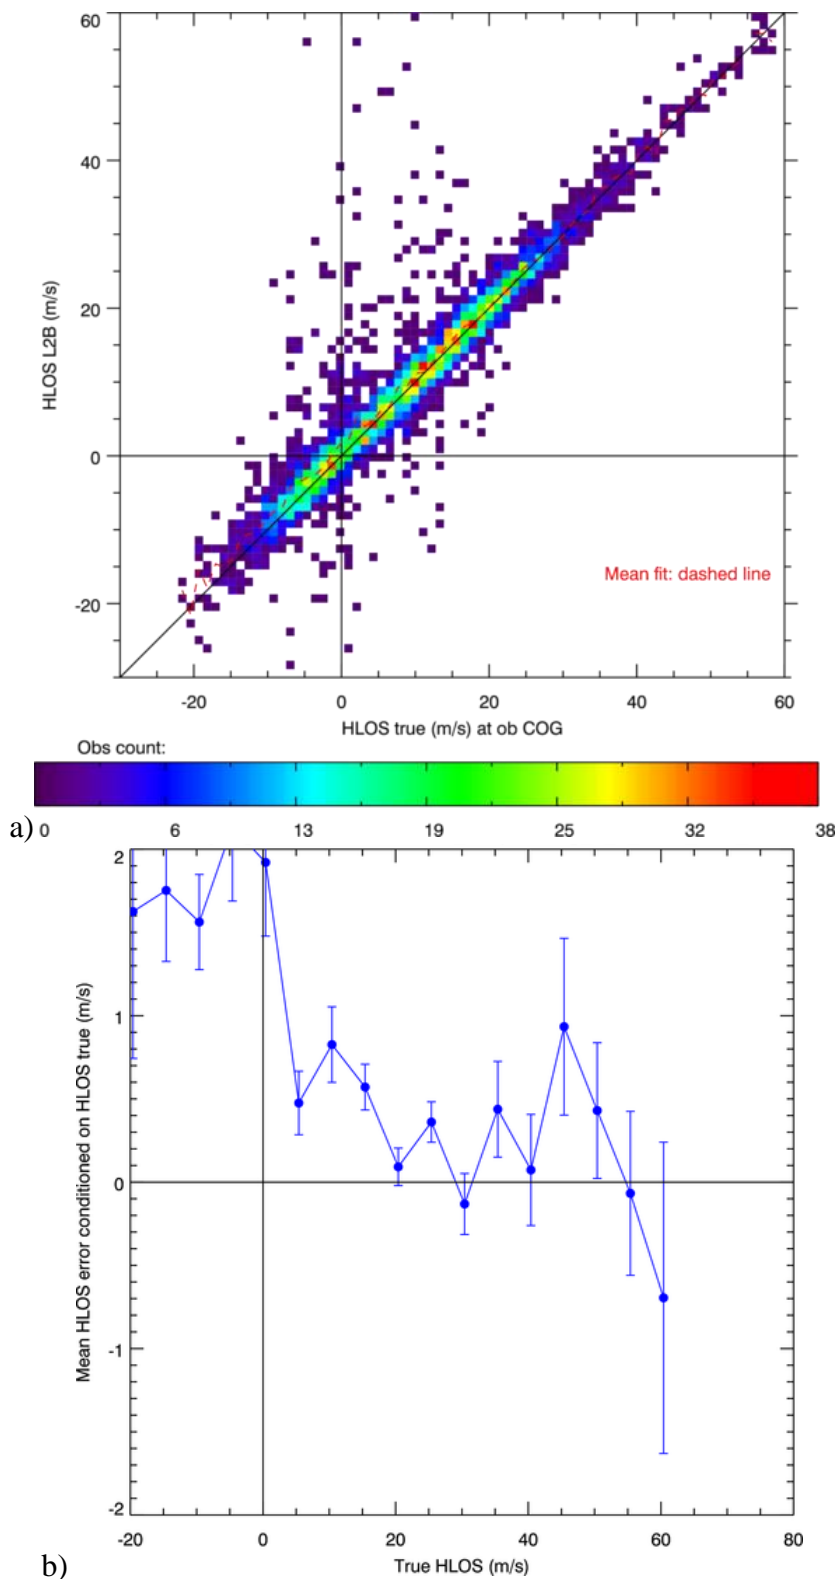 60
40
20
0
-20
HLOS L2B (m/s)
Mean fit: dashed line
-20 0 20 40 60
HLOS true (m/s) at ob COG
Obs count:
a) 0 6 13 19 25 32 38
2
1
0
-1
-2
Mean HLOS error conditioned on HLOS true (m/s)
-20 0 20 40 60 80
True HLOS (m/s)
b)